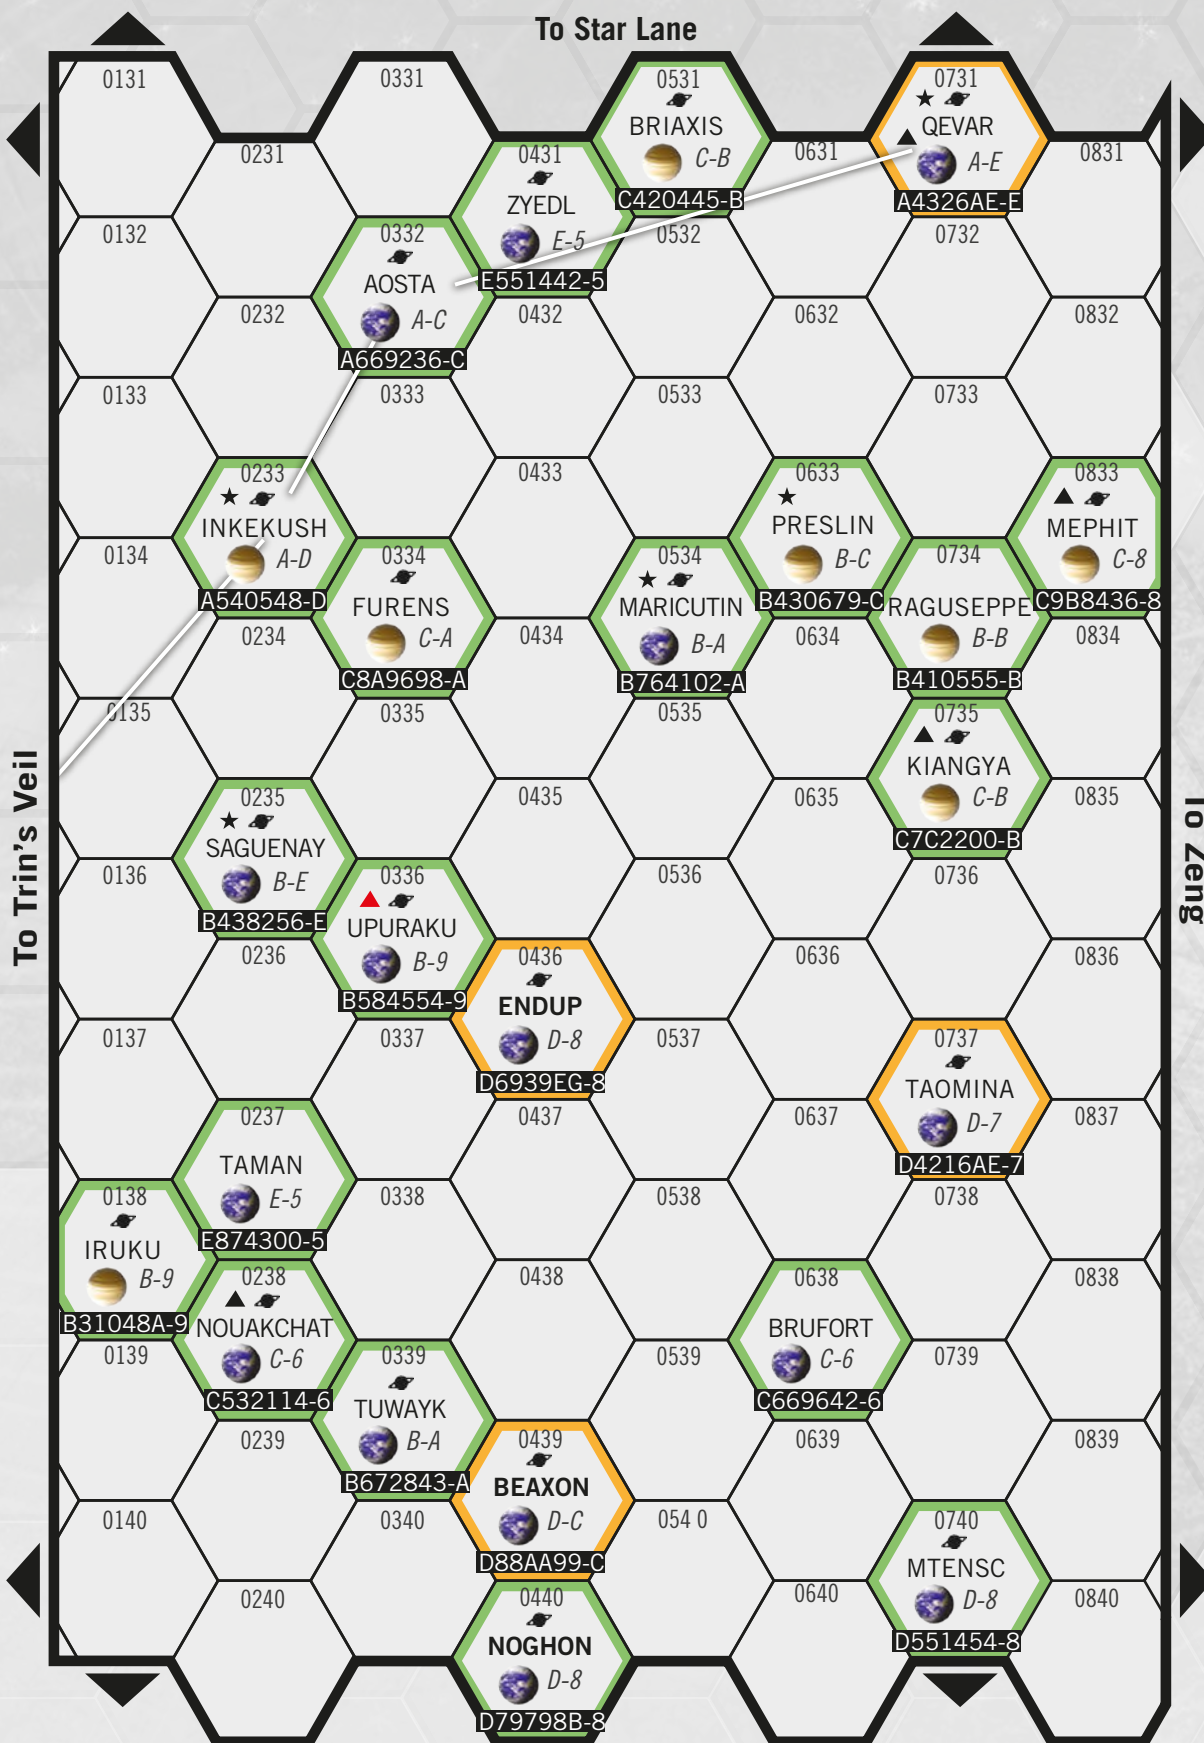 To Star Lane
0131
0331
0531
BRIAXIS
C-B
C420445-B
0731
QEVAR
A-E
A4326AE-E
0231
0431
ZYEDL
E-5
E551442-5
0631
0831
0132
0332
AOSTA
A-C
A669236-C
0532
0732
0232
0432
0632
0832
0133
0333
0533
0733
0233
INKEKUSH
A-D
A540548-D
0433
0633
PRESLIN
B-C
B430679-C
0833
MEPHIT
C-8
C9B8436-8
0134
0334
FURENS
C-A
C8A9698-A
0534
MARICUTIN
B-A
B764102-A
0734
RAGUSEPPE
B-B
B410555-B
0234
0434
0634
0834
0135
0335
0535
0735
KIANGYA
C-B
C7C2200-B
To Trin's Veil
To Zeng
0235
SAGUENAY
B-E
B438256-E
0435
0635
0835
0136
0336
UPURAKU
B-9
B584554-9
0536
0736
0236
0436
ENDUP
D-8
D6939EG-8
0636
0836
0137
0337
0537
0737
TAOMINA
D-7
D4216AE-7
0237
TAMAN
E-5
E874300-5
0437
0637
0837
0138
IRUKU
B-9
B31048A-9
0338
0538
0738
0238
NOUAKCHAT
C-6
C532114-6
0438
0638
BRUFORT
C-6
C669642-6
0838
0139
0339
TUWAYK
B-A
B672843-A
0539
0739
0239
0439
BEAXON
D-C
D88AA99-C
0639
0839
0140
0340
054 0
0740
MTENSC
D-8
D551454-8
0240
0440
NOGHON
D-8
D79798B-8
0640
0840